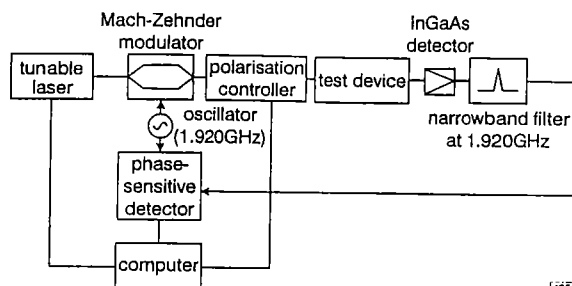 Mach-Zehnder
modulator
InGaAs
detector
tunable
laser
polarisation
controller
test device
oscillator
(1.920GHz)
narrowband filter
at 1.920GHz
phase-
sensitive
detector
computer